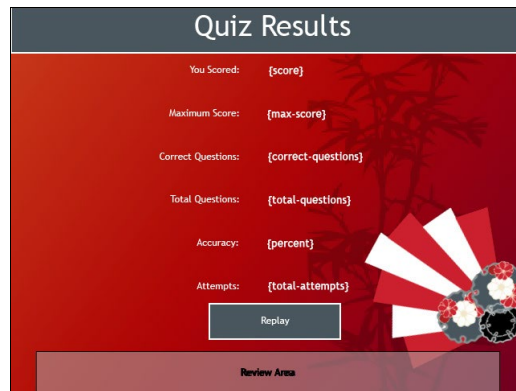 Quiz Results
You Scored: {score}
Maximum Score: {max-score}
Correct Questions: {correct-questions}
Total Questions: {total-questions}
Accuracy: {percent}
Attempts: {total-attempts}
Replay
Review Area